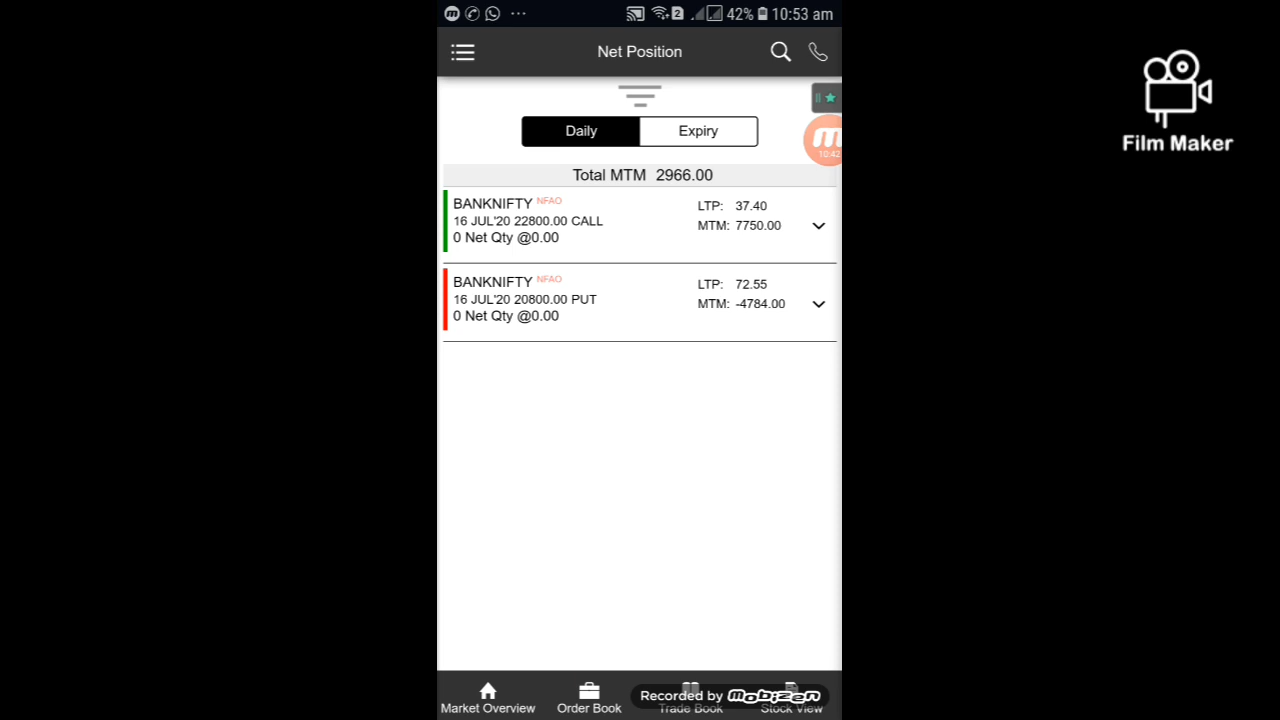 42% 10:53 am
Net Position
Daily Expiry
10:42
Film Maker
Total MTM 2966.00
BANKNIFTY NFAO LTP: 37.40
16 JUL'20 22800.00 CALL MTM: 7750.00
0 Net Qty @0.00
BANKNIFTY NFAO LTP: 72.55
16 JUL'20 20800.00 PUT MTM: -4784.00
0 Net Qty @0.00
Recorded by mobizen
Market Overview Order Book Trade Book Stock View